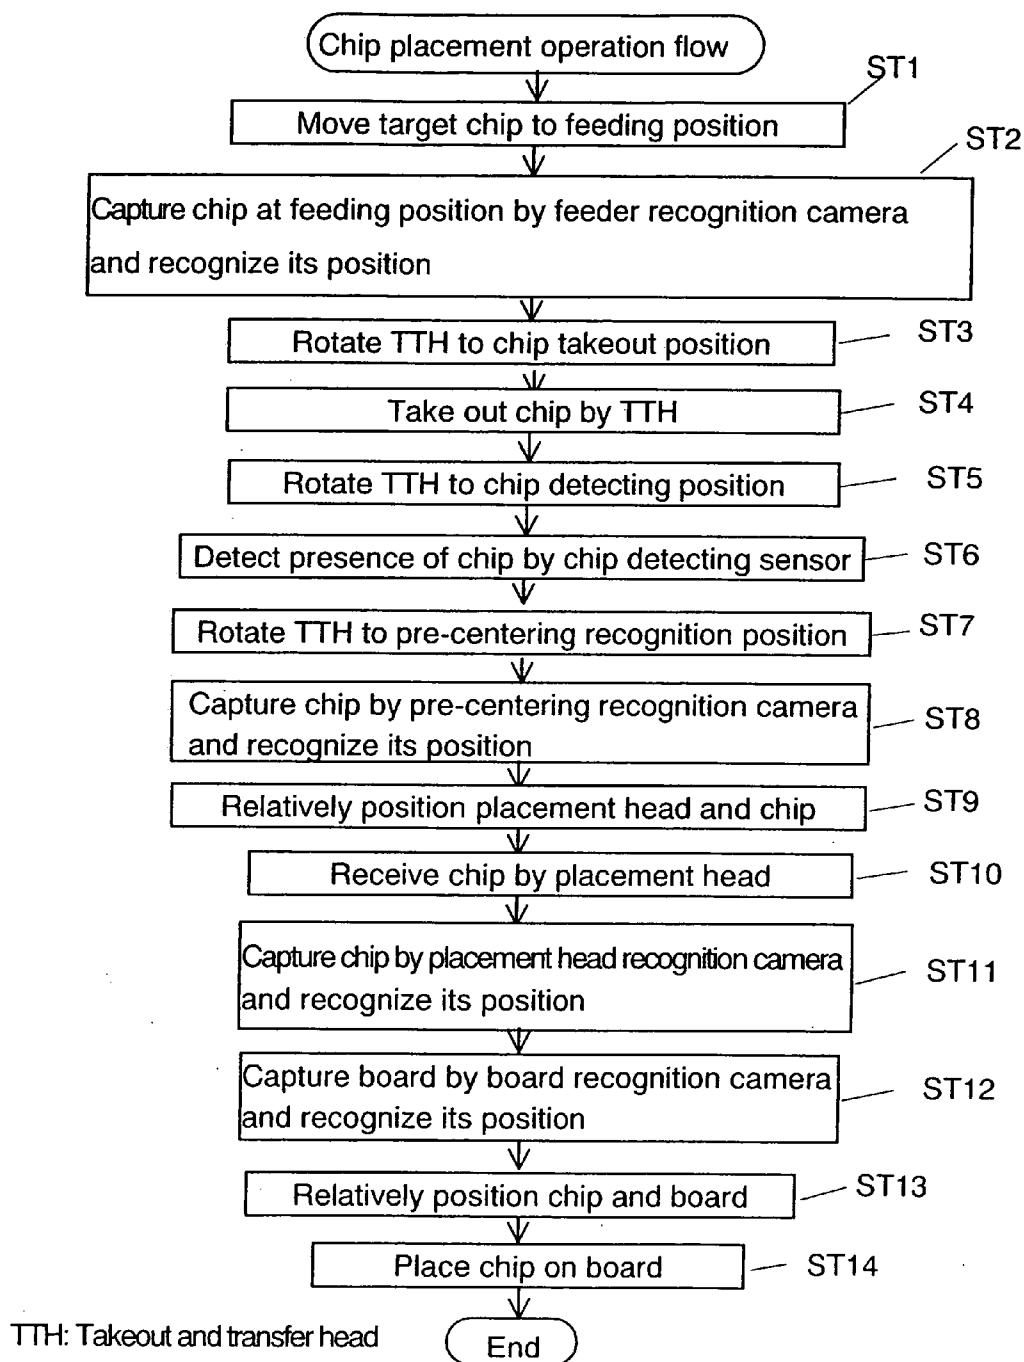 Chip placement operation flow
ST1
Move target chip to feeding position
ST2
Capture chip at feeding position by feeder recognition camera
and recognize its position
Rotate TTH to chip takeout position
ST3
Take out chip by TTH
ST4
Rotate TTH to chip detecting position
ST5
Detect presence of chip by chip detecting sensor
ST6
Rotate TTH to pre-centering recognition position
ST7
Capture chip by pre-centering recognition camera
and recognize its position
ST8
Relatively position placement head and chip
ST9
Receive chip by placement head
ST10
Capture chip by placement head recognition camera
and recognize its position
ST11
Capture board by board recognition camera
and recognize its position
ST12
Relatively position chip and board
ST13
Place chip on board
ST14
TTH: Takeout and transfer head
End